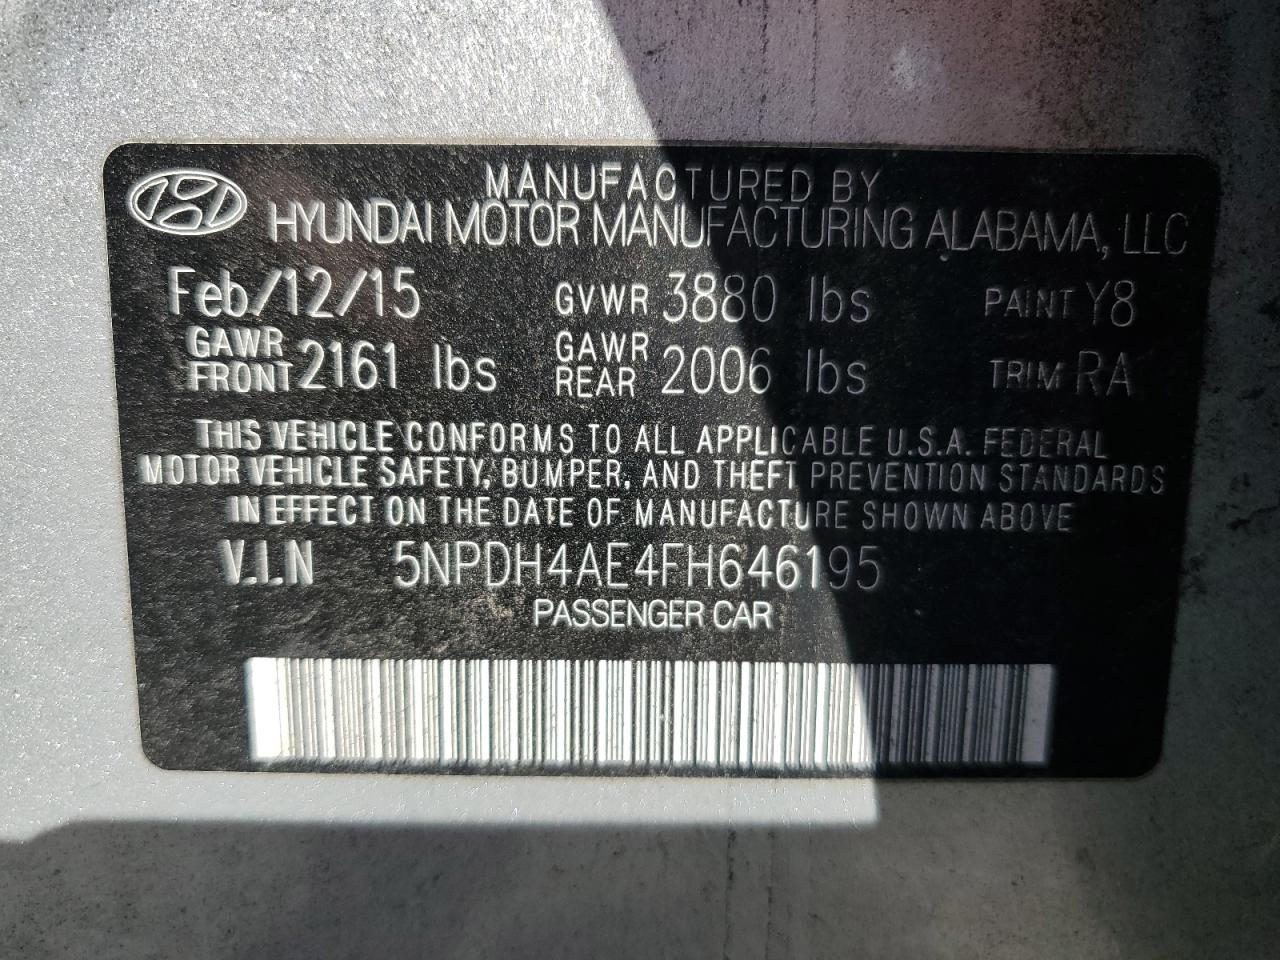 MANUFACTURED BY
HYUNDAI MOTOR MANUFACTURING ALABAMA, LLC
Feb/12/15 GVWR 3880 lbs PAINT Y8
GAWR FRONT 2161 lbs GAWR REAR 2006 lbs TRIM RA
THIS VEHICLE CONFORMS TO ALL APPLICABLE U.S.A. FEDERAL
MOTOR VEHICLE SAFETY, BUMPER, AND THEFT PREVENTION STANDARDS
IN EFFECT ON THE DATE OF MANUFACTURE SHOWN ABOVE
V.I.N 5NPDH4AE4FH646195
PASSENGER CAR